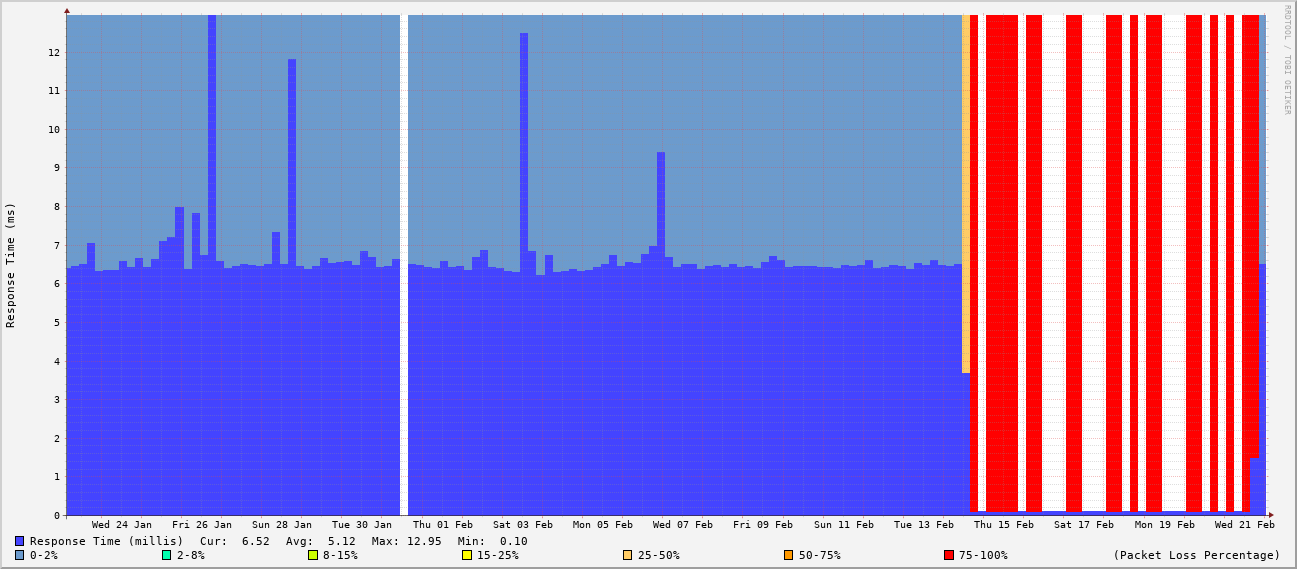 RRDTOOL / TOBI OETIKER
Response Time (ms)
12
11
10
9
8
7
6
5
4
3
2
1
0
Wed 24 Jan Fri 26 Jan Sun 28 Jan Tue 30 Jan Thu 01 Feb Sat 03 Feb Mon 05 Feb Wed 07 Feb Fri 09 Feb Sun 11 Feb Tue 13 Feb Thu 15 Feb Sat 17 Feb Mon 19 Feb Wed 21 Feb
Response Time (millis) Cur: 6.52 Avg: 5.12 Max: 12.95 Min: 0.10
0-2% 2-8% 8-15% 15-25% 25-50% 50-75% 75-100% (Packet Loss Percentage)